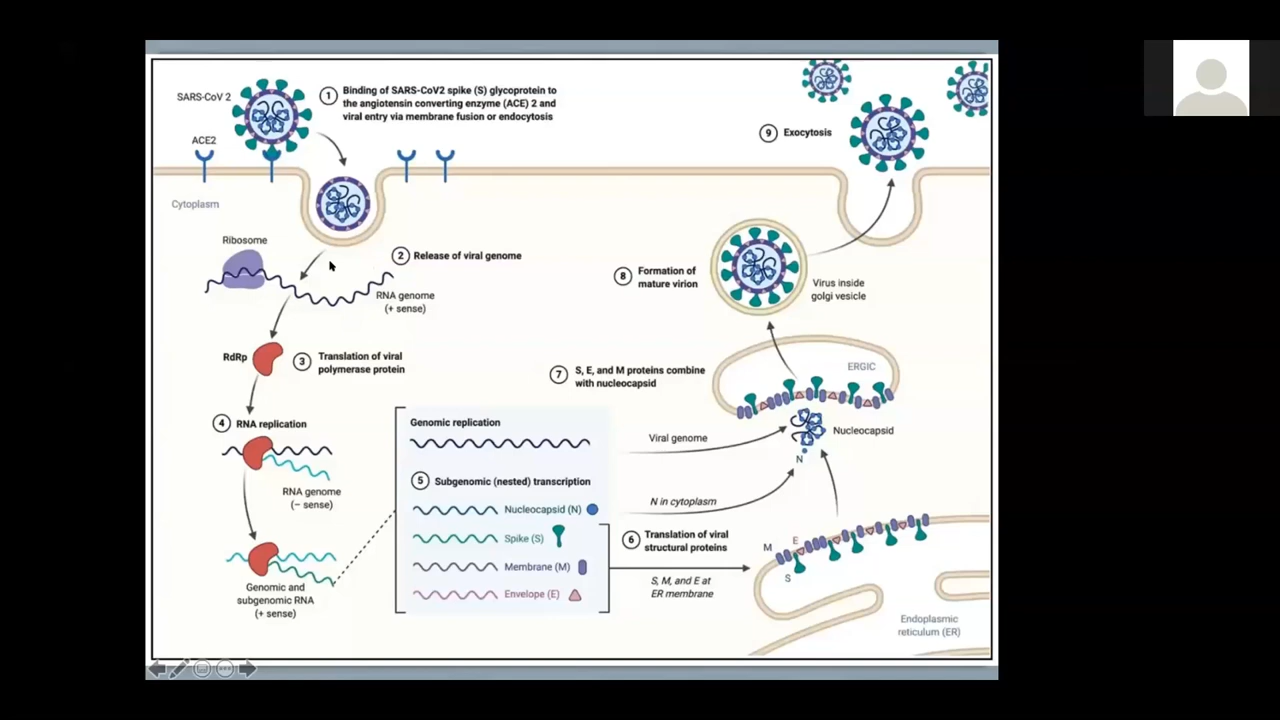 SARS-CoV 2
1
Binding of SARS-CoV2 spike (S) glycoprotein to
the angiotensin converting enzyme (ACE) 2 and
viral entry via membrane fusion or endocytosis
ACE2
Cytoplasm
Ribosome
2 Release of viral genome
RNA genome
(+ sense)
RdRp
3
Translation of viral
polymerase protein
4 RNA replication
RNA genome
(− sense)
Genomic and
subgenomic RNA
(+ sense)
Genomic replication
5 Subgenomic (nested) transcription
Nucleocapsid (N)
Spike (S)
Membrane (M)
Envelope (E)
Viral genome
N in cytoplasm
6
Translation of viral
structural proteins
S, M, and E at
ER membrane
M
E
S
Endoplasmic
reticulum (ER)
7
S, E, and M proteins combine
with nucleocapsid
ERGIC
Nucleocapsid
N
8
Formation of
mature virion
Virus inside
golgi vesicle
9 Exocytosis